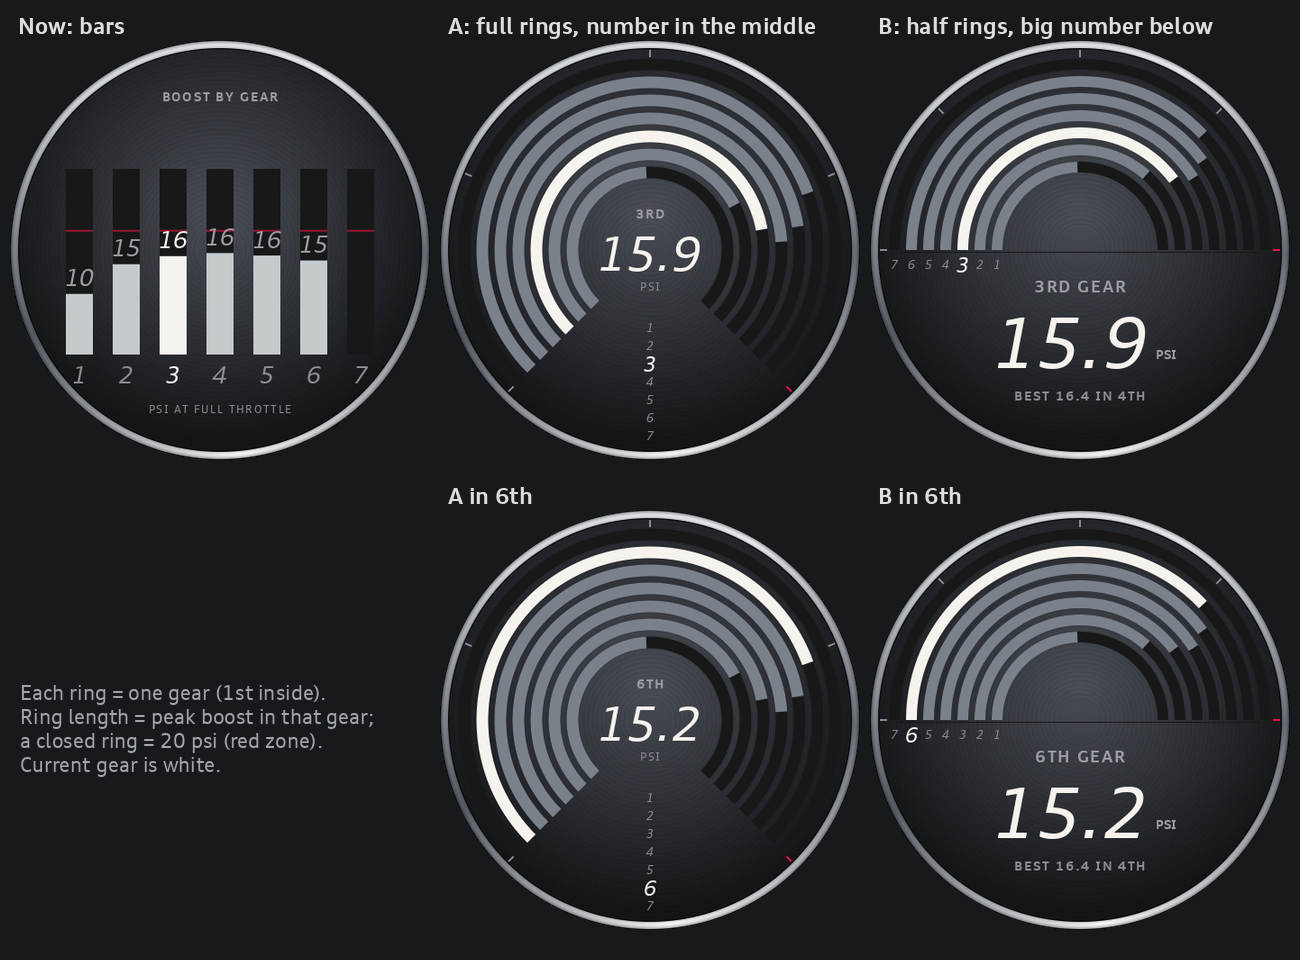 Now: bars
BOOST BY GEAR
10 15 16 16 16 15
1 2 3 4 5 6 7
PSI AT FULL THROTTLE
A: full rings, number in the middle
3RD
15.9
PSI
1
2
3
4
5
6
7
B: half rings, big number below
7 6 5 4 3 2 1
3RD GEAR
15.9 PSI
BEST 16.4 IN 4TH
Each ring = one gear (1st inside).
Ring length = peak boost in that gear;
a closed ring = 20 psi (red zone).
Current gear is white.
A in 6th
6TH
15.2
PSI
1
2
3
4
5
6
7
B in 6th
7 6 5 4 3 2 1
6TH GEAR
15.2 PSI
BEST 16.4 IN 4TH